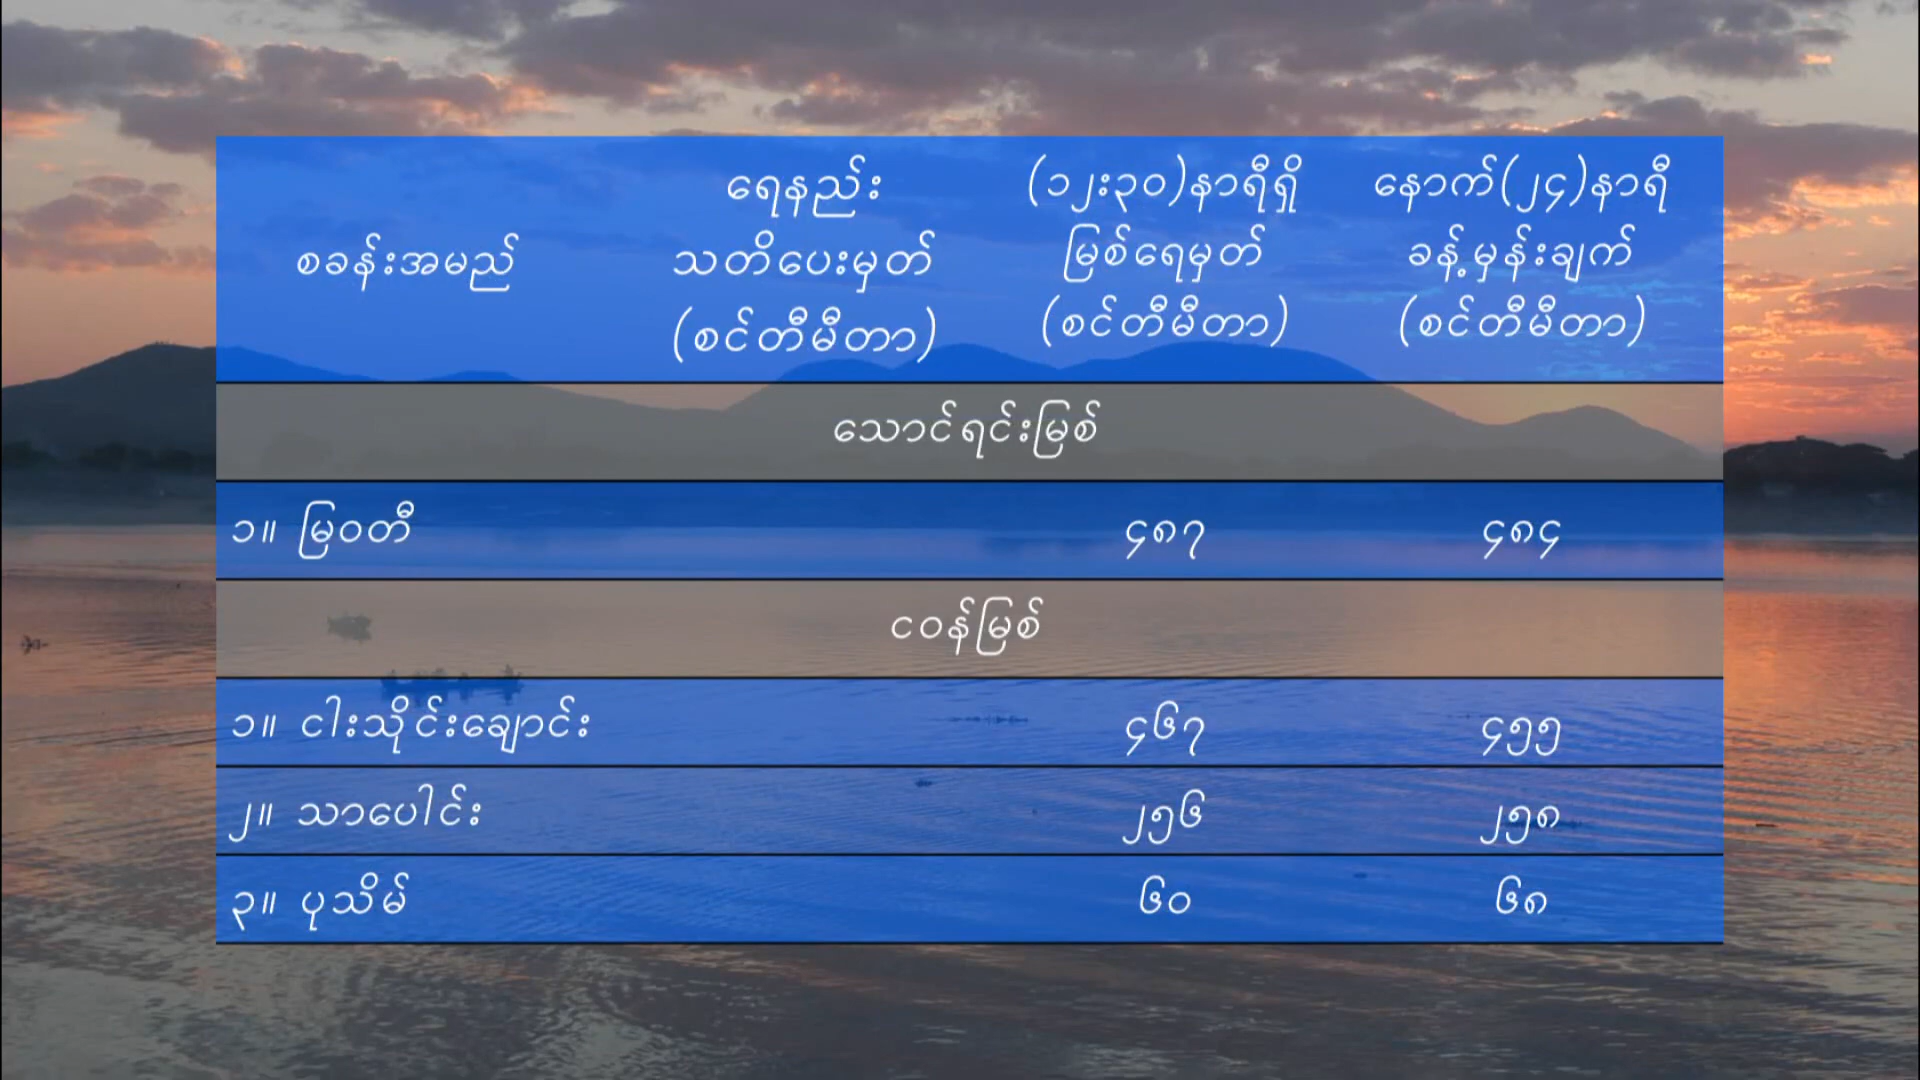 စခန်းအမည်
ရေနည်း
သတိပေးမှတ်
(စင်တီမီတာ)
(၁၂း၃၀)နာရီရှိ
မြစ်ရေမှတ်
(စင်တီမီတာ)
နောက်(၂၄)နာရီ
ခန့်မှန်းချက်
(စင်တီမီတာ)
သောင်ရင်းမြစ်
၁။ မြဝတီ ၄၈၇ ၄၈၄
ငဝန်မြစ်
၁။ ငါးသိုင်းချောင်း ၄၆၇ ၄၅၅
၂။ သာပေါင်း ၂၅၆ ၂၅၈
၃။ ပုသိမ် ၆၀ ၆၈